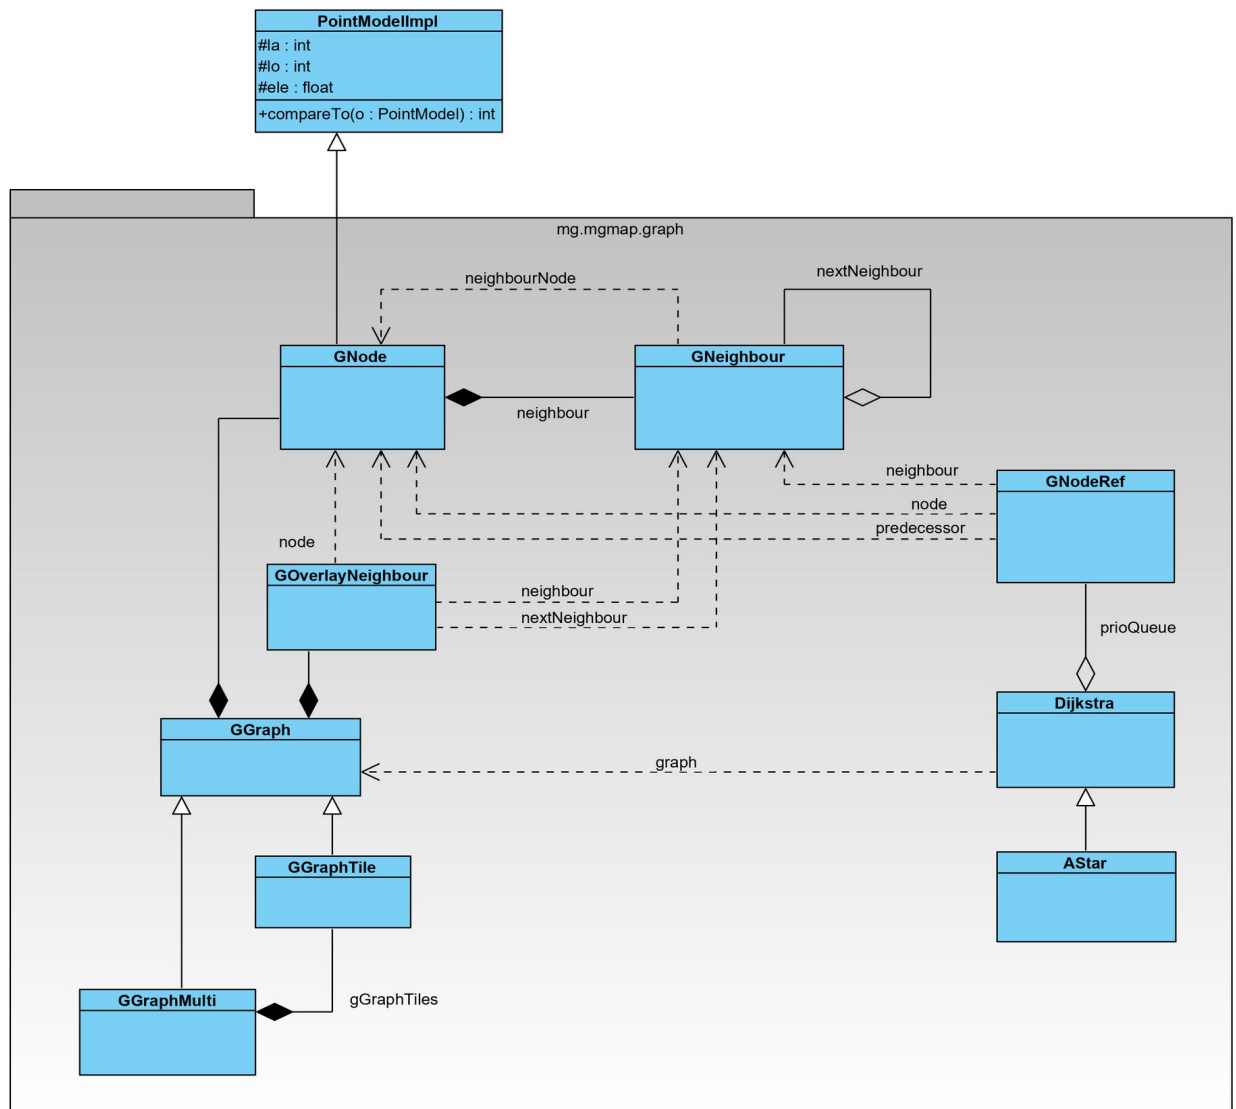 PointModelImpl
#la : int
#lo : int
#ele : float
+compareTo(o : PointModel) : int
mg.mgmap.graph
nextNeighbour
neighbourNode
GNode
GNeighbour
neighbour
neighbour
GNodeRef
node
predecessor
node
GOverlayNeighbour
neighbour
nextNeighbour
prioQueue
Dijkstra
GGraph
graph
GGraphTile
AStar
GGraphMulti
gGraphTiles